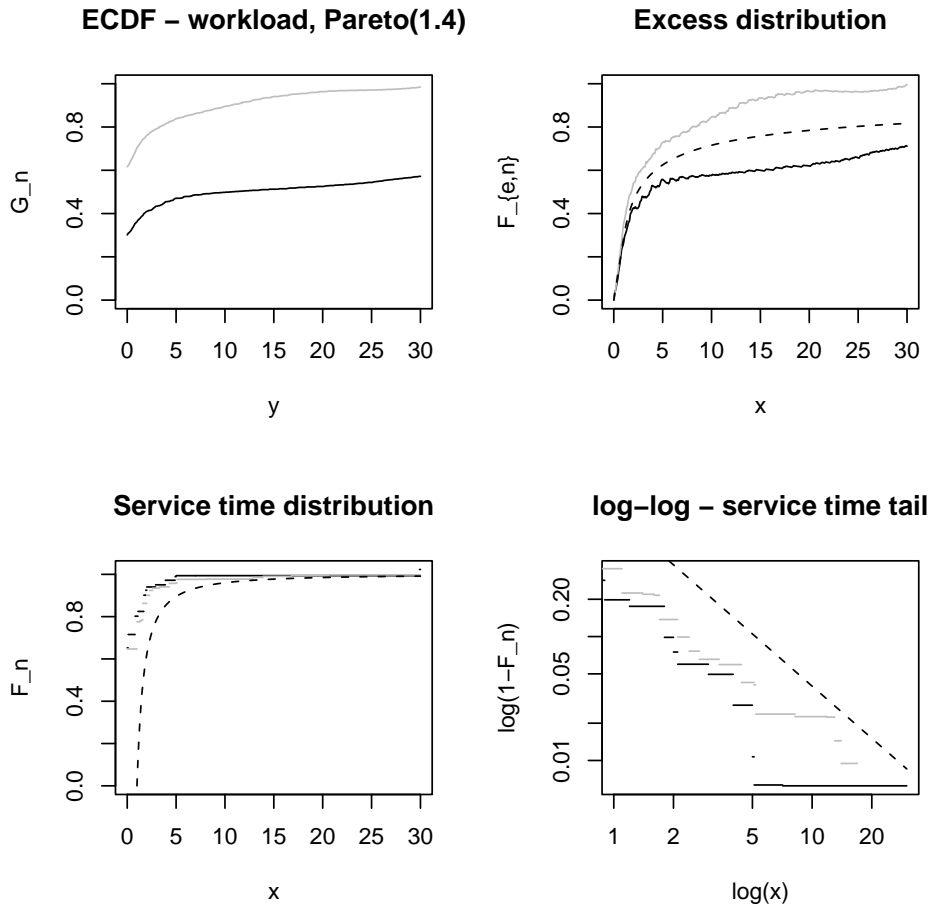 ECDF – workload, Pareto(1.4)
G_n
0.0 0.4 0.8
0 5 10 15 20 25 30
y
Excess distribution
F_{e,n}
0.0 0.4 0.8
0 5 10 15 20 25 30
x
Service time distribution
F_n
0.0 0.4 0.8
0 5 10 15 20 25 30
x
log–log – service time tail
log(1−F_n)
0.01 0.05 0.20
1 2 5 10 20
log(x)